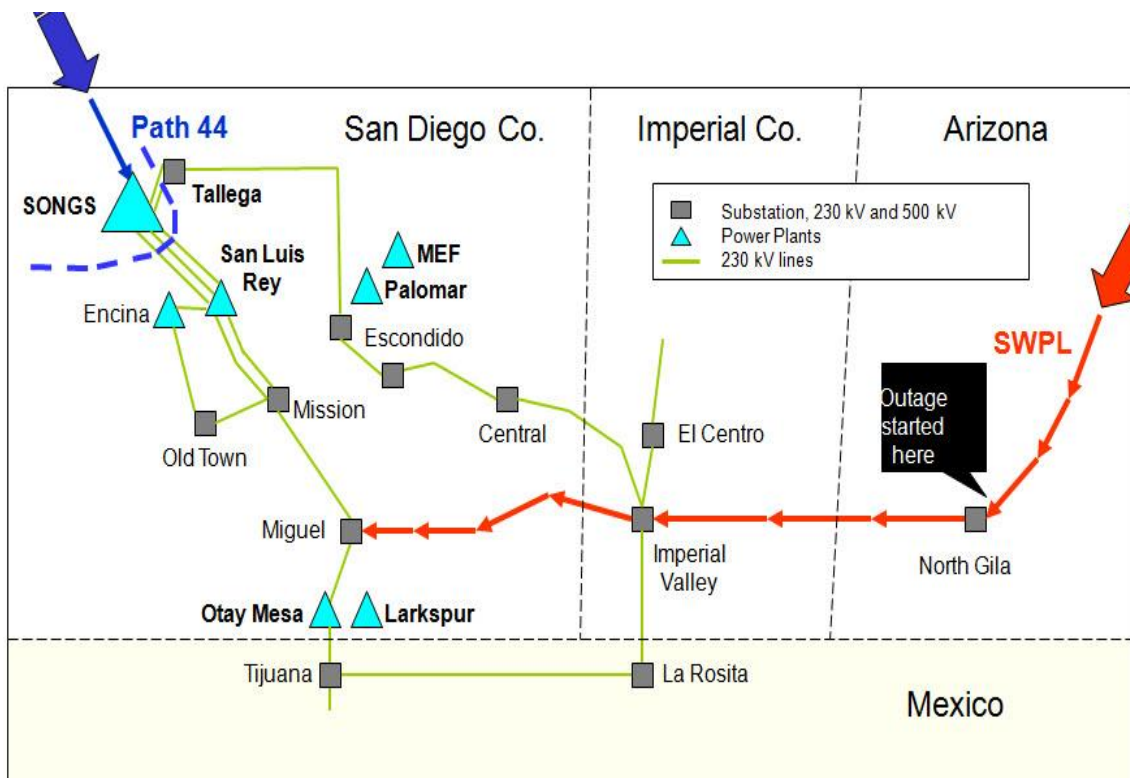 San Diego Co.
Imperial Co.
Arizona
Path 44
SONGS
Tallega
San Luis
Rey
Encina
MEF
Palomar
Escondido
Substation, 230 kV and 500 kV
Power Plants
230 kV lines
SWPL
Outage
started
here
Mission
Old Town
Central
El Centro
Miguel
Imperial
Valley
North Gila
Otay Mesa
Larkspur
Tijuana
La Rosita
Mexico